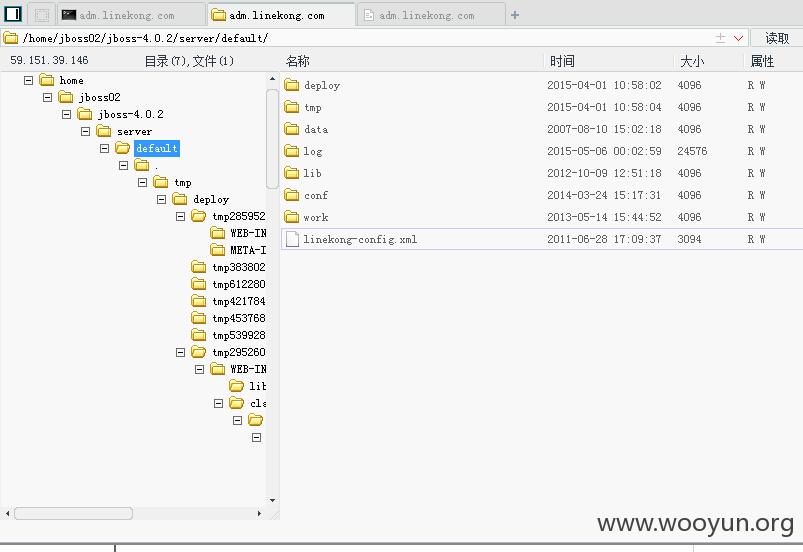 adm.linekong.com adm.linekong.com adm.linekong.com
/home/jboss02/jboss-4.0.2/server/default/ 读取
59.151.39.146 目录(7),文件(1) 名称 时间 大小 属性
home
jboss02
jboss-4.0.2
server
default
.
tmp
deploy
tmp285952
WEB-IN
META-I
tmp383802
tmp612280
tmp421784
tmp453768
tmp539928
tmp295260
WEB-IN
lib
cla
deploy 2015-04-01 10:58:02 4096 R W
tmp 2015-04-01 10:58:04 4096 R W
data 2007-08-10 15:02:18 4096 R W
log 2015-05-06 00:02:59 24576 R W
lib 2012-10-09 12:51:18 4096 R W
conf 2014-03-24 15:17:31 4096 R W
work 2013-05-14 15:44:52 4096 R W
linekong-config.xml 2011-06-28 17:09:37 3094 R W
www.wooyun.org